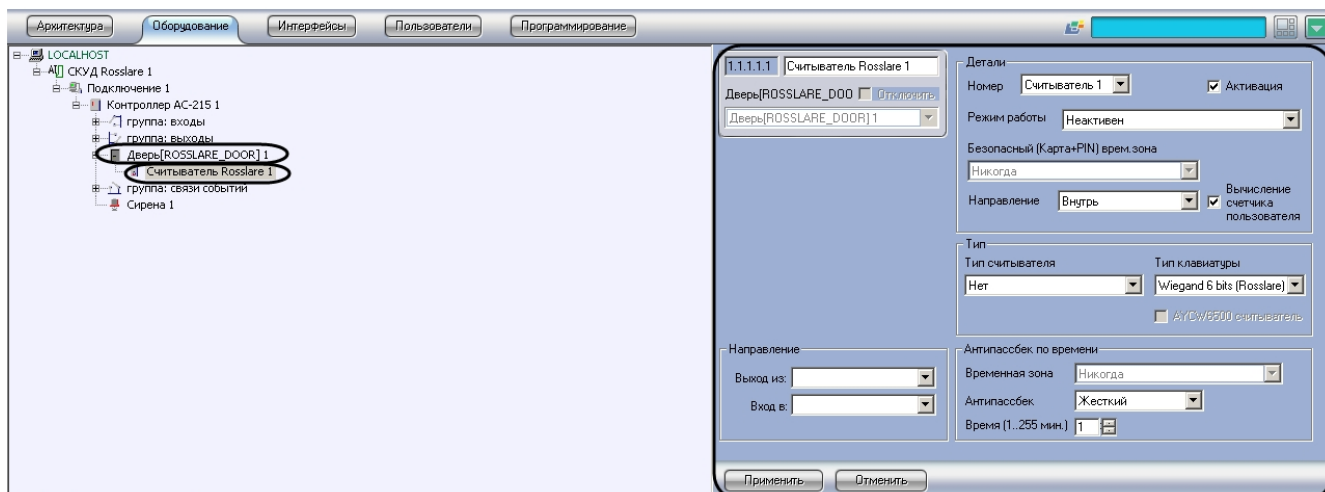 Архитектура Оборудование Интерфейсы Пользователи Программирование
LOCALHOST
СКУД Rosslare 1
Подключение 1
Контроллер AC-215 1
группа: входы
группа: выходы
Дверь[ROSSLARE_DOOR] 1
Считыватель Rosslare 1
группа: связи событий
Сирена 1
1.1.1.1.1 Считыватель Rosslare 1
Дверь[ROSSLARE_DOO Отключить
Дверь[ROSSLARE_DOOR] 1
Детали
Номер Считыватель 1 Активация
Режим работы Неактивен
Безопасный (Карта+PIN) врем.зона
Никогда
Направление Внутрь Вычисление
счетчика
пользователя
Тип
Тип считывателя Тип клавиатуры
Нет Wiegand 6 bits (Rosslare)
AYCW6500 считыватель
Направление
Выход из:
Вход в:
Антипассбек по времени
Временная зона Никогда
Антипассбек Жесткий
Время (1..255 мин.) 1
Применить Отменить